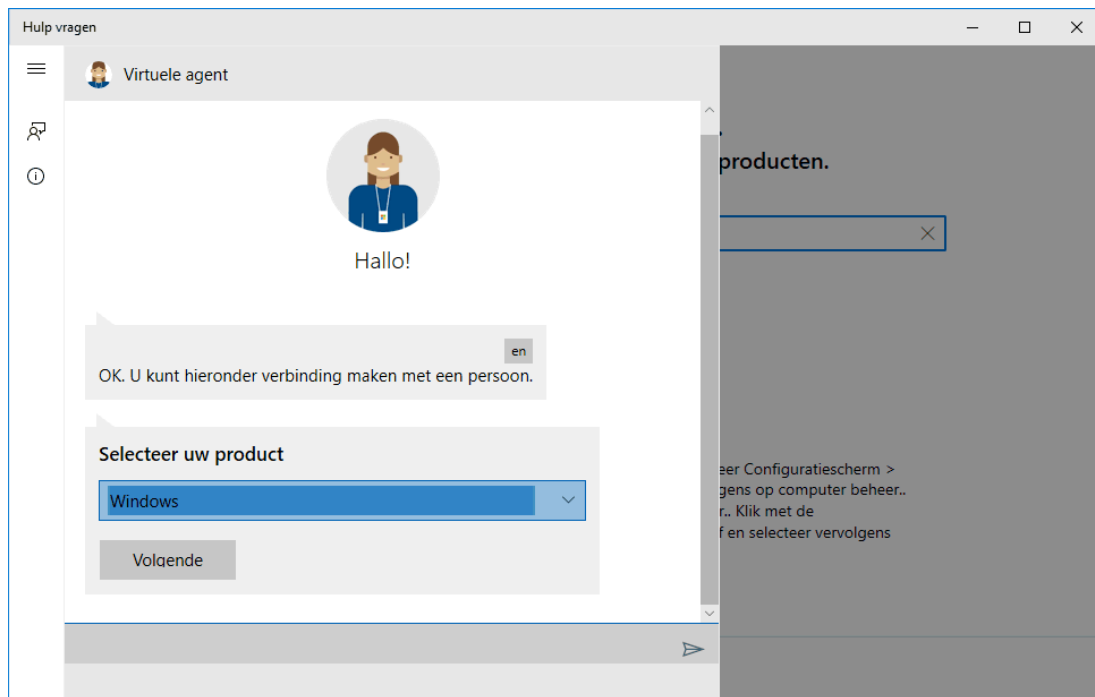 Hulp vragen
Virtuele agent
Hallo!
en
OK. U kunt hieronder verbinding maken met een persoon.
Selecteer uw product
Windows
Volgende
producten.
eer Configuratiescherm >
gens op computer beheer..
r.. Klik met de
f en selecteer vervolgens